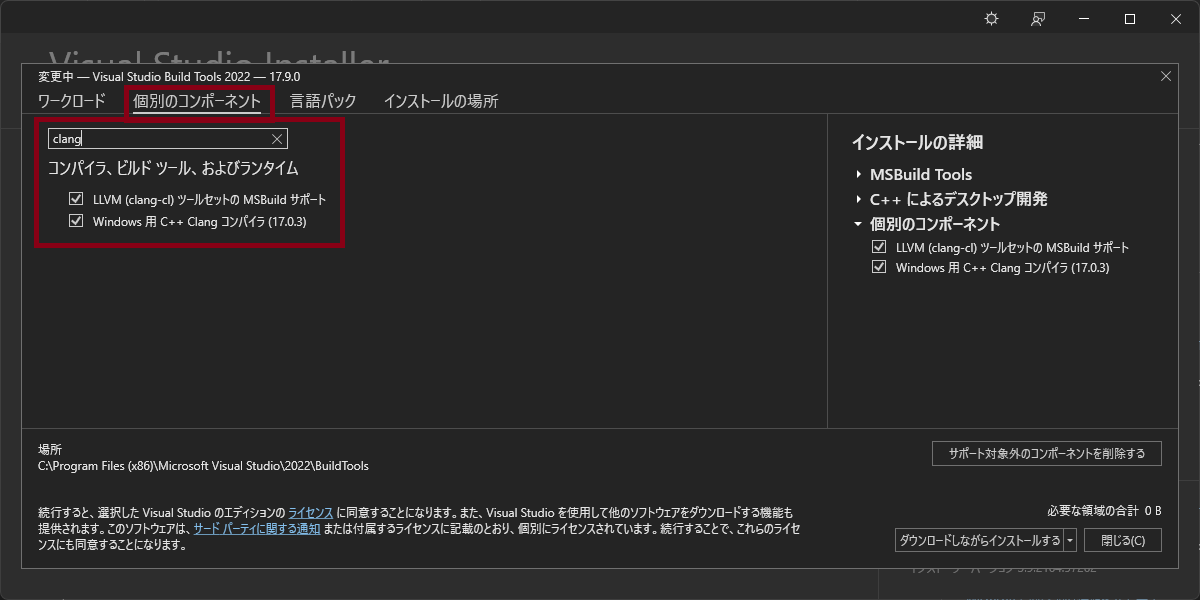 Visual Studio Installer
変更中 — Visual Studio Build Tools 2022 — 17.9.0
ワークロード 個別のコンポーネント 言語パック インストールの場所
clang
コンパイラ、ビルド ツール、およびランタイム
LLVM (clang-cl) ツールセットの MSBuild サポート
Windows 用 C++ Clang コンパイラ (17.0.3)
インストールの詳細
MSBuild Tools
C++ によるデスクトップ開発
個別のコンポーネント
LLVM (clang-cl) ツールセットの MSBuild サポート
Windows 用 C++ Clang コンパイラ (17.0.3)
場所
C:\Program Files (x86)\Microsoft Visual Studio\2022\BuildTools
サポート対象外のコンポーネントを削除する
続行すると、選択した Visual Studio のエディションの ライセンス に同意することになります。また、Visual Studio を使用して他のソフトウェアをダウンロードする機能も
提供されます。このソフトウェアは、サード パーティに関する通知 または付属するライセンスに記載のとおり、個別にライセンスされています。続行することで、これらのライセ
ンスにも同意することになります。
必要な領域の合計 0 B
ダウンロードしながらインストールする 閉じる(C)